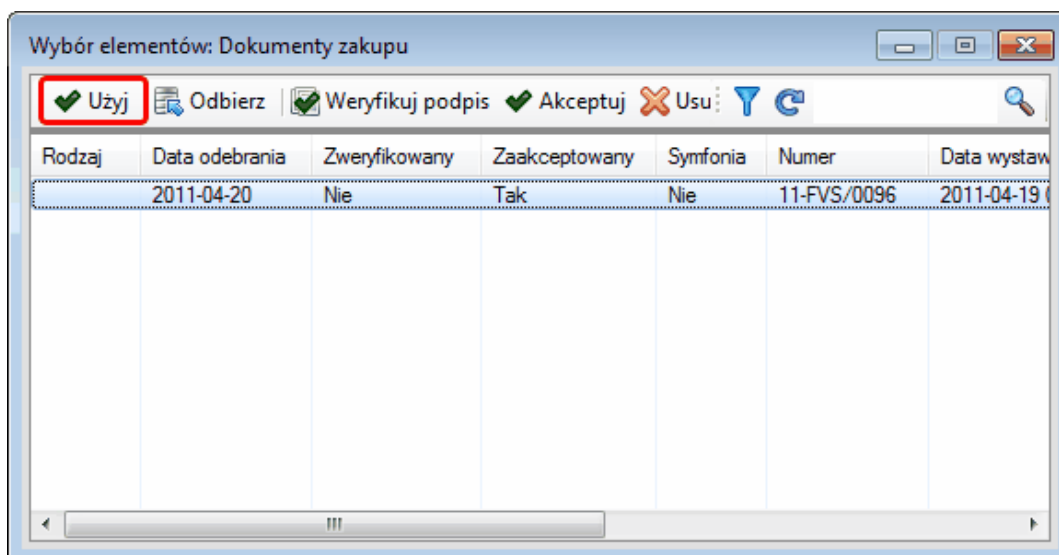 Wybór elementów: Dokumenty zakupu
Użyj Odbierz Weryfikuj podpis Akceptuj Usu
Rodzaj Data odebrania Zweryfikowany Zaakceptowany Symfonia Numer Data wystaw
2011-04-20 Nie Tak Nie 11-FVS/0096 2011-04-19